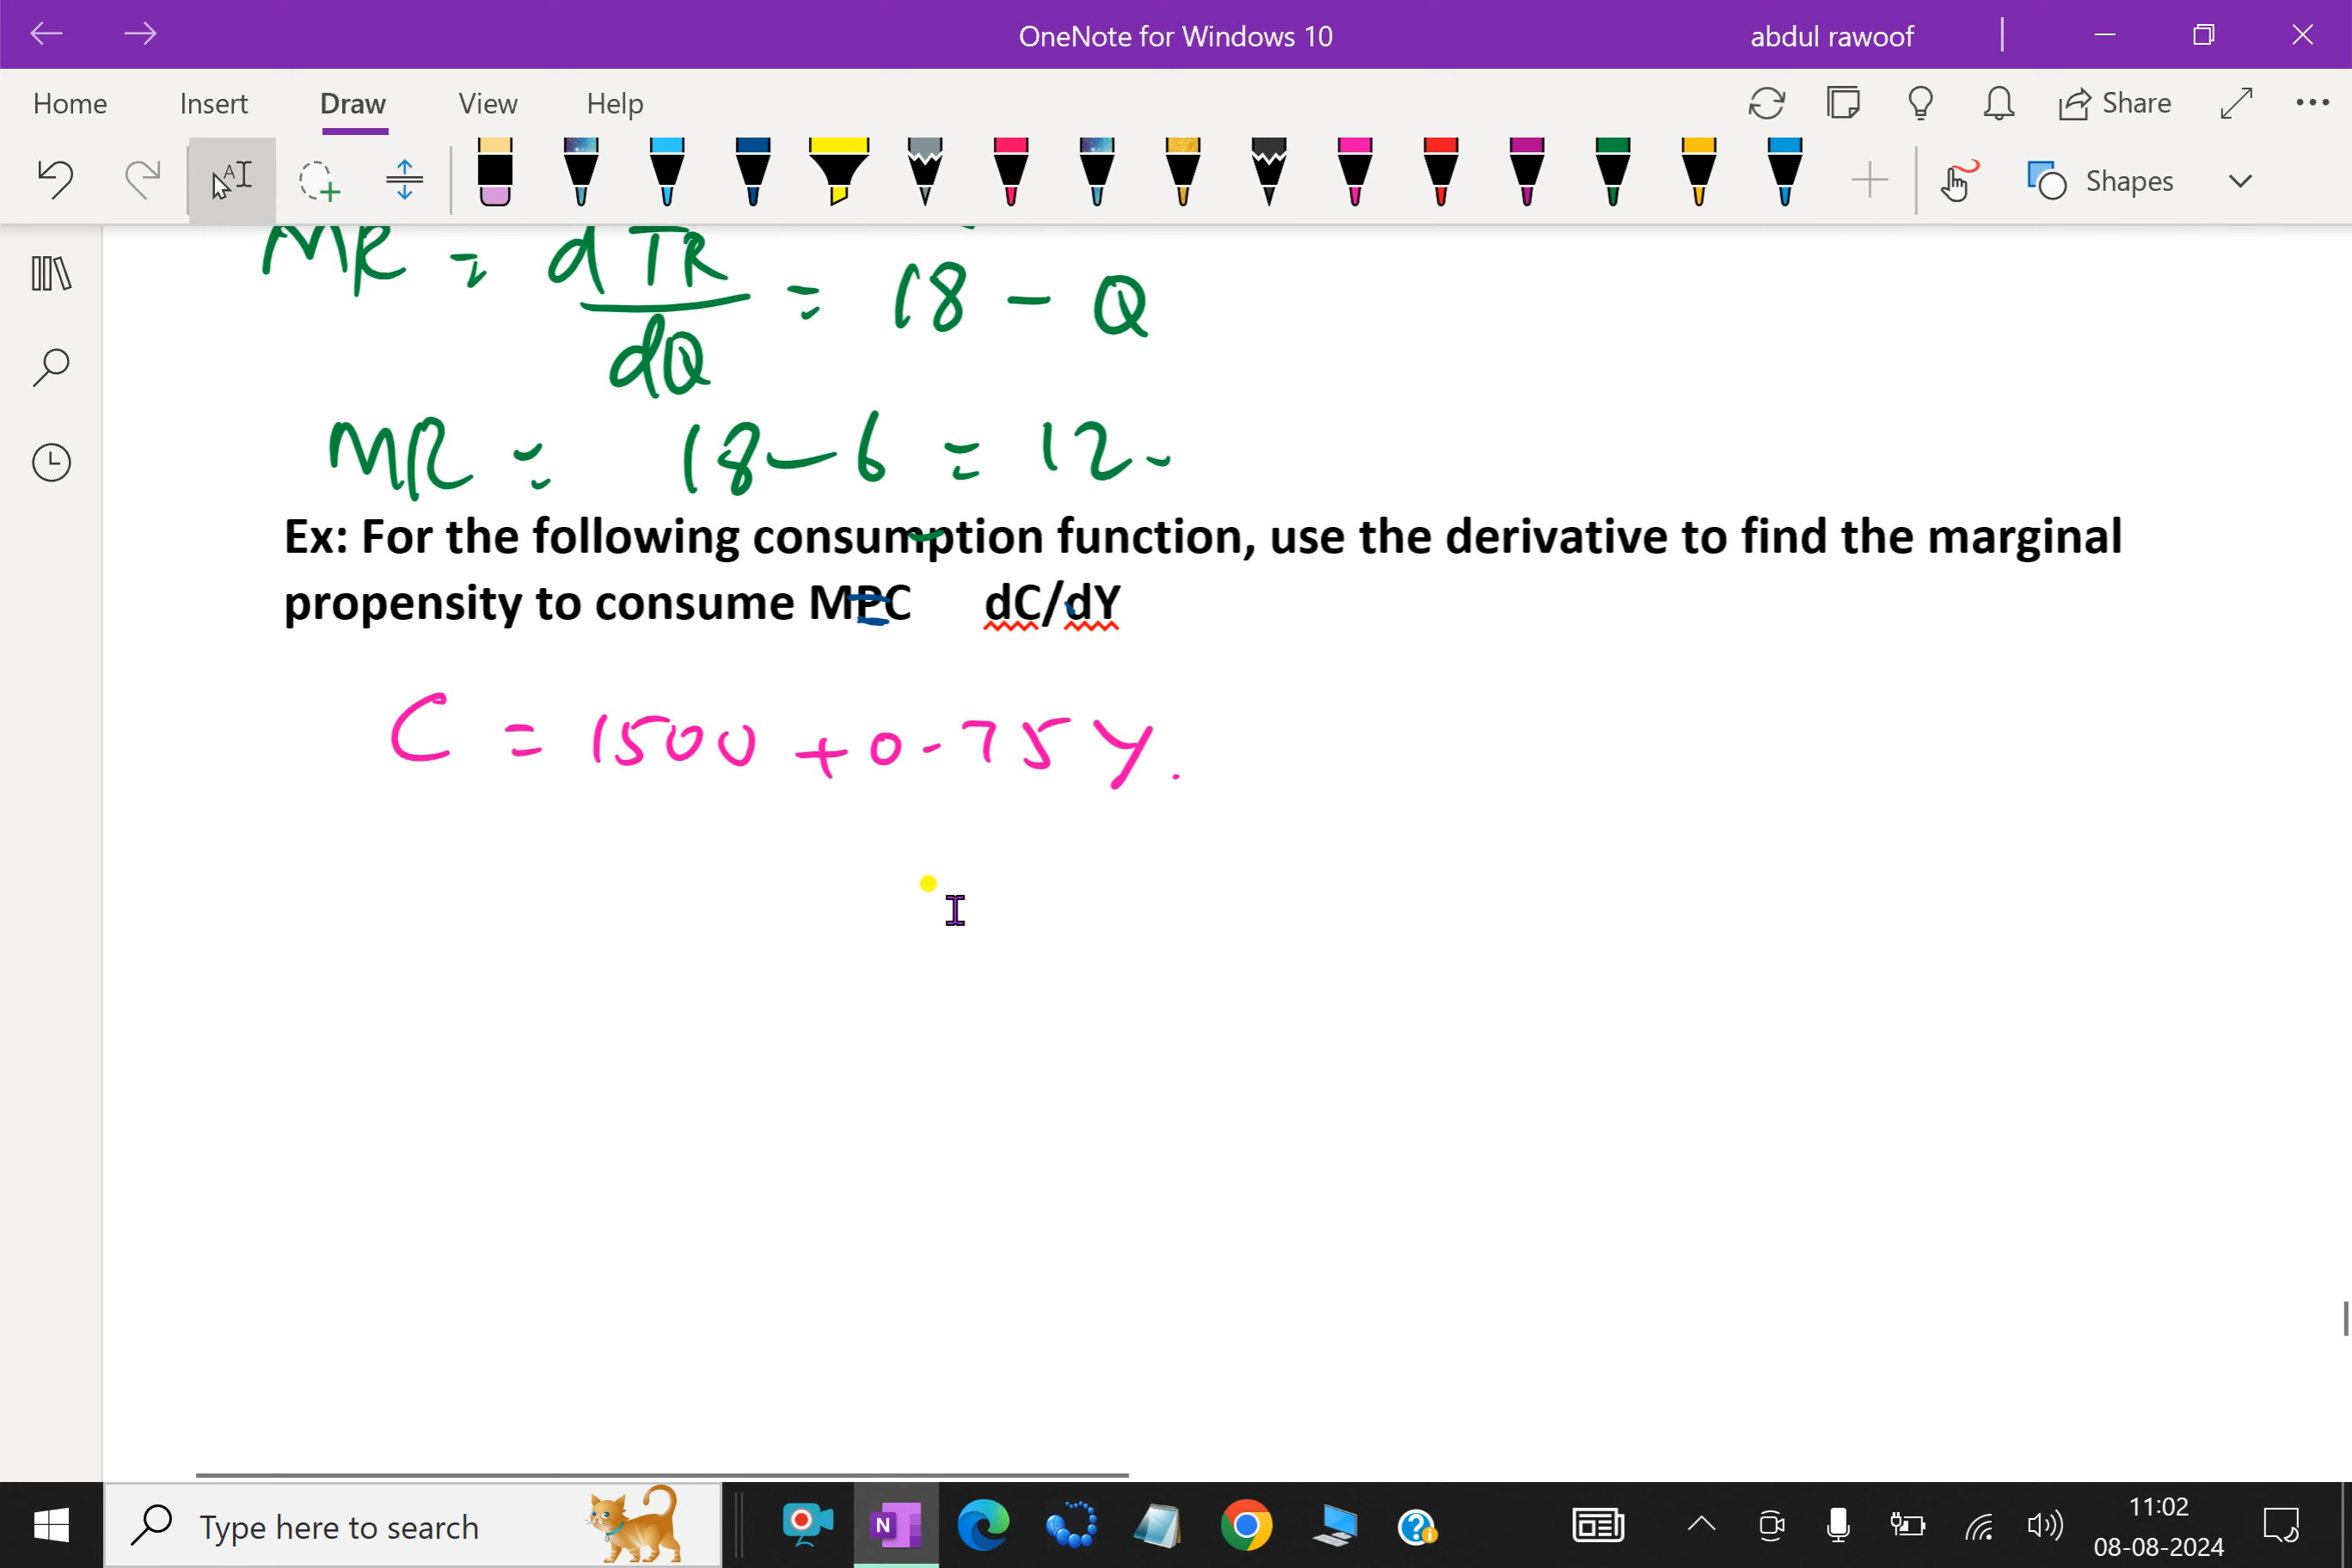 OneNote for Windows 10
abdul rawoof
Home Insert Draw View Help
Share
Shapes
MR = dTR/dQ = 18 - Q
MR = 18 - 6 = 12 -
Ex: For the following consumption function, use the derivative to find the marginal
propensity to consume MPC dC/dY
C = 1500 + 0.75 Y.
Type here to search
11:02
08-08-2024